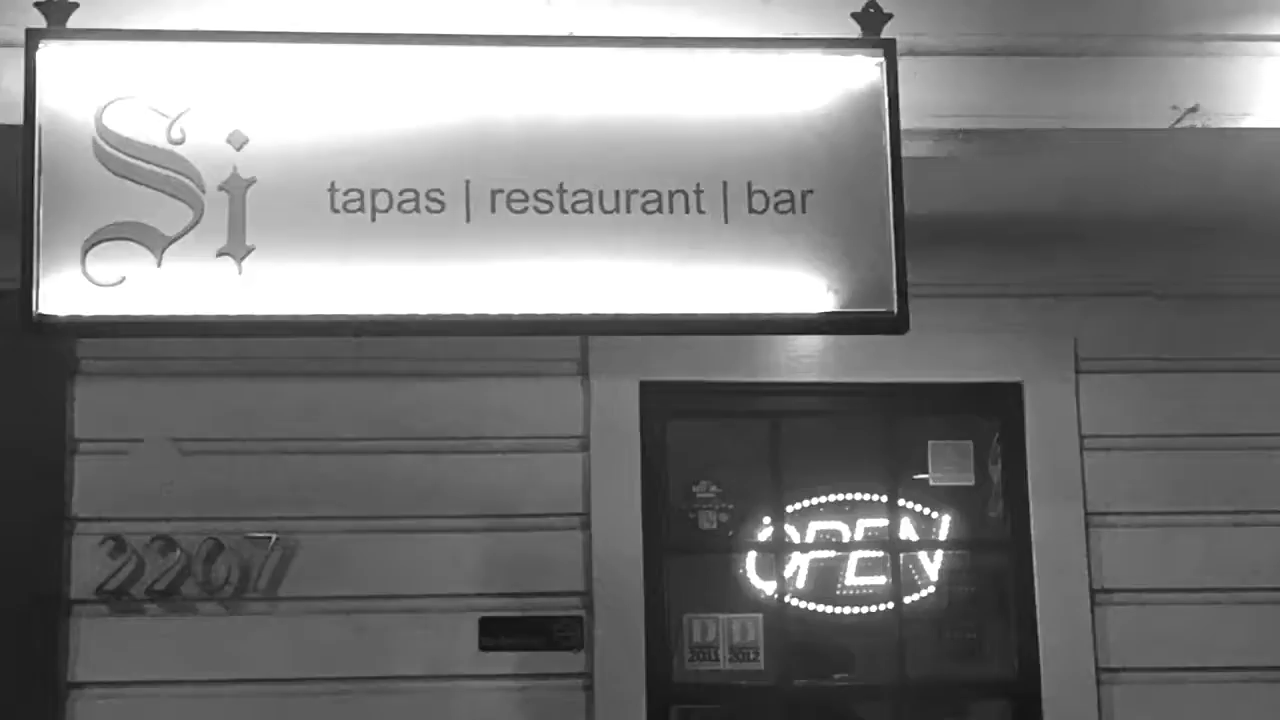 Si
tapas | restaurant | bar
OPEN
2207
2011 2012